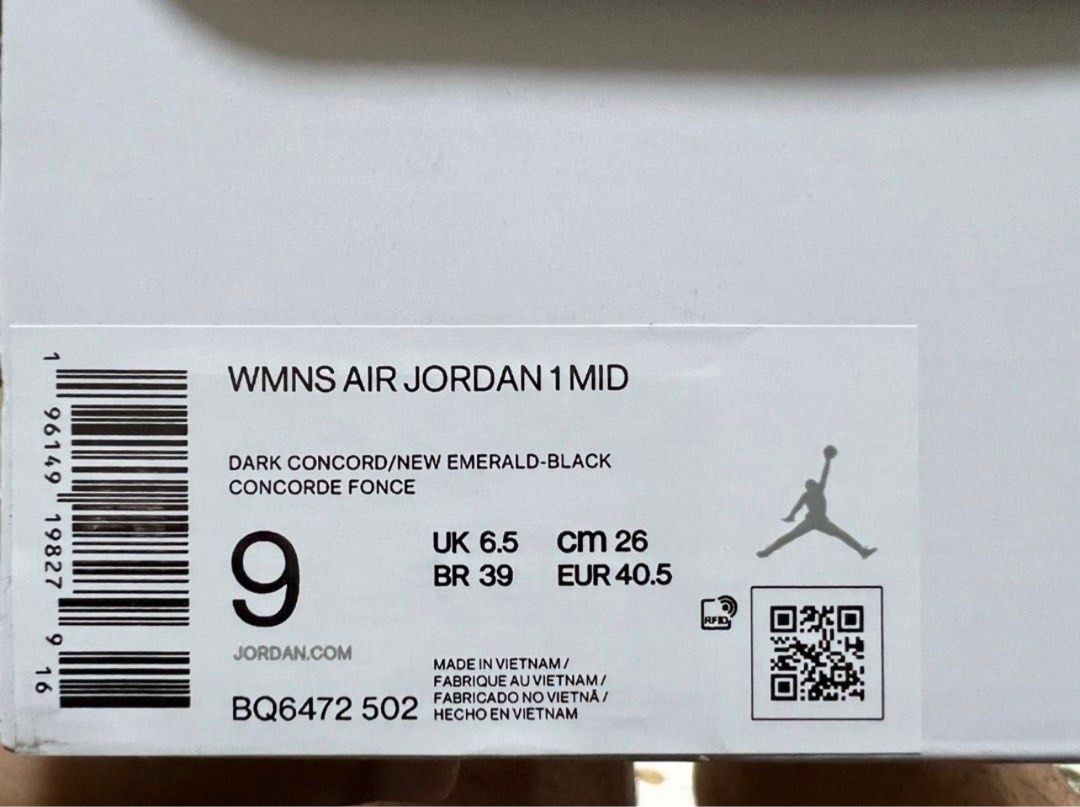 WMNS AIR JORDAN 1 MID
DARK CONCORD/NEW EMERALD-BLACK
CONCORDE FONCE
9
UK 6.5 cm 26
BR 39 EUR 40.5
JORDAN.COM
BQ6472 502
MADE IN VIETNAM /
FABRIQUE AU VIETNAM /
FABRICADO NO VIETNÃ /
HECHO EN VIETNAM
RFID
1 96149 19827 9 16